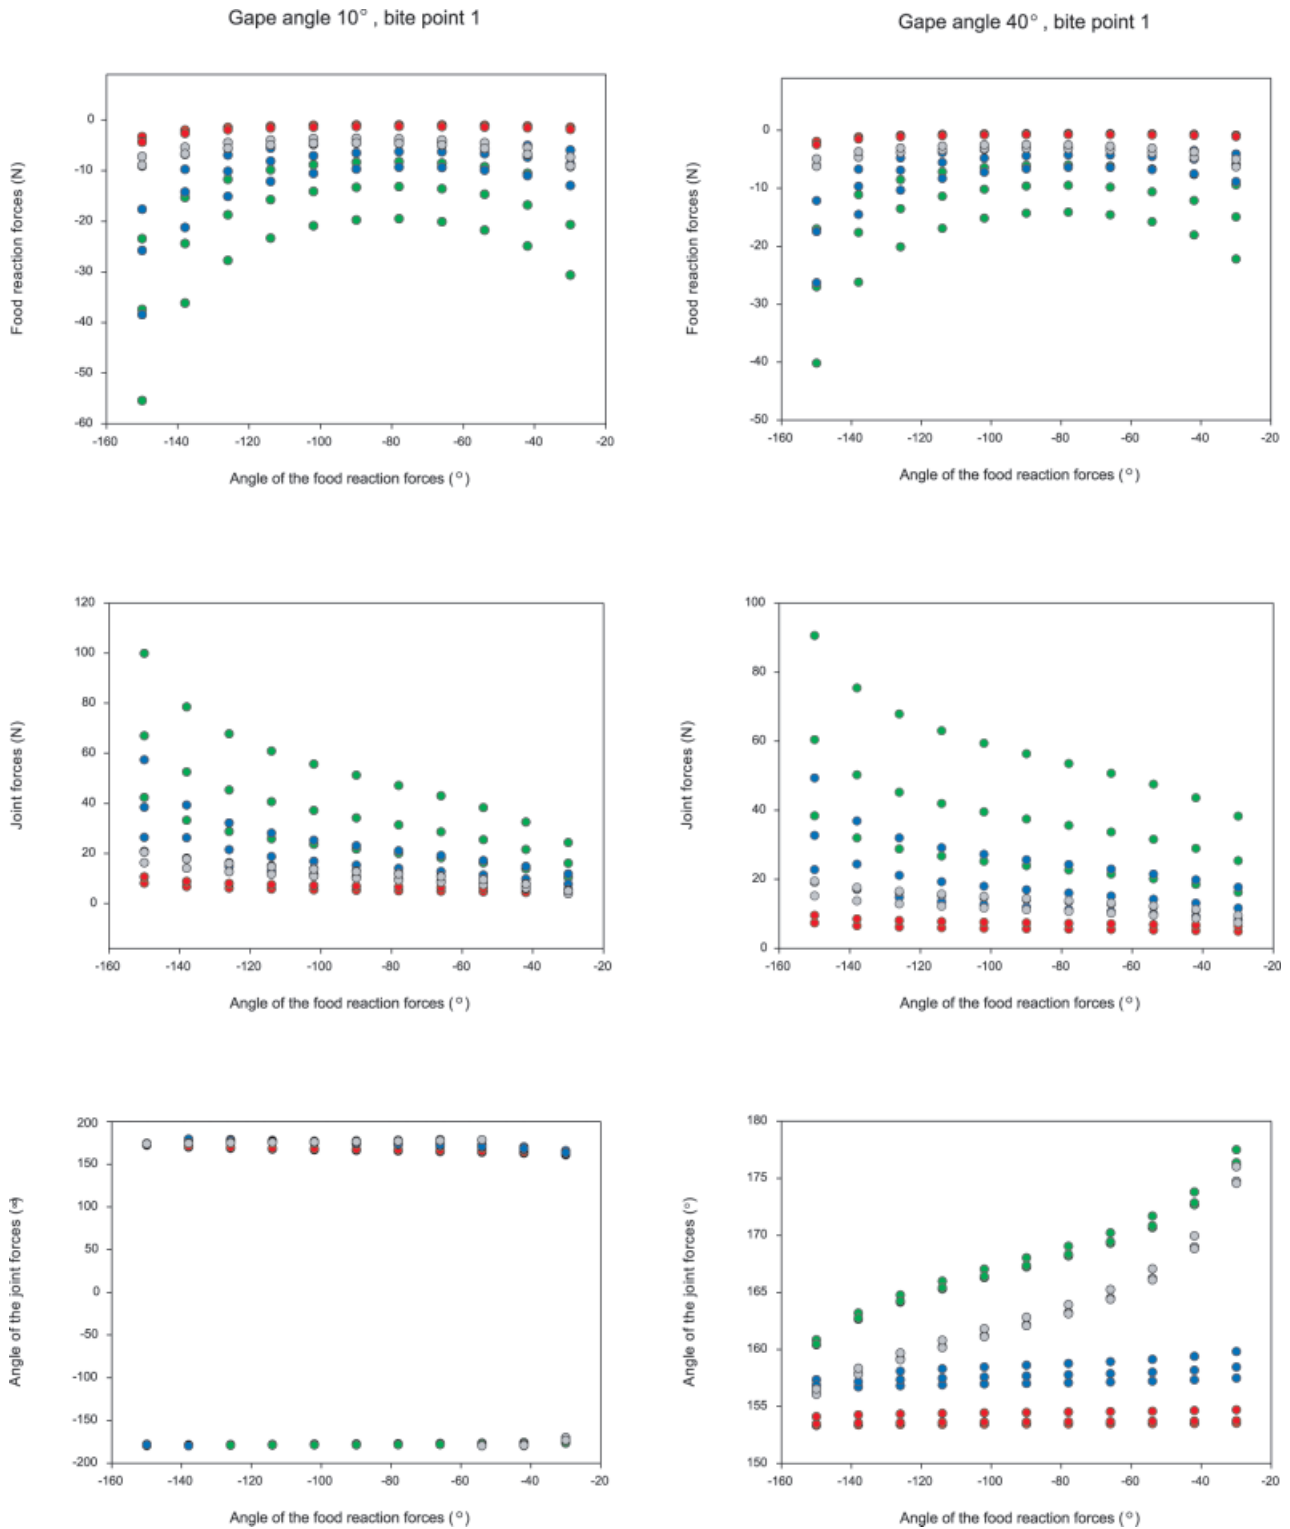 Gape angle 10° , bite point 1
Gape angle 40° , bite point 1
Food reaction forces (N)
0
-10
-20
-30
-40
-50
-60
-160 -140 -120 -100 -80 -60 -40 -20
Angle of the food reaction forces (°)
Food reaction forces (N)
0
-10
-20
-30
-40
-50
-160 -140 -120 -100 -80 -60 -40 -20
Angle of the food reaction forces (°)
Joint forces (N)
120
100
80
60
40
20
0
-160 -140 -120 -100 -80 -60 -40 -20
Angle of the food reaction forces (°)
Joint forces (N)
100
80
60
40
20
0
-160 -140 -120 -100 -80 -60 -40 -20
Angle of the food reaction forces (°)
Angle of the joint forces (∞)
200
150
100
50
0
-50
-100
-150
-200
-160 -140 -120 -100 -80 -60 -40 -20
Angle of the food reaction forces (°)
Angle of the joint forces (°)
180
175
170
165
160
155
150
-160 -140 -120 -100 -80 -60 -40 -20
Angle of the food reaction forces (°)